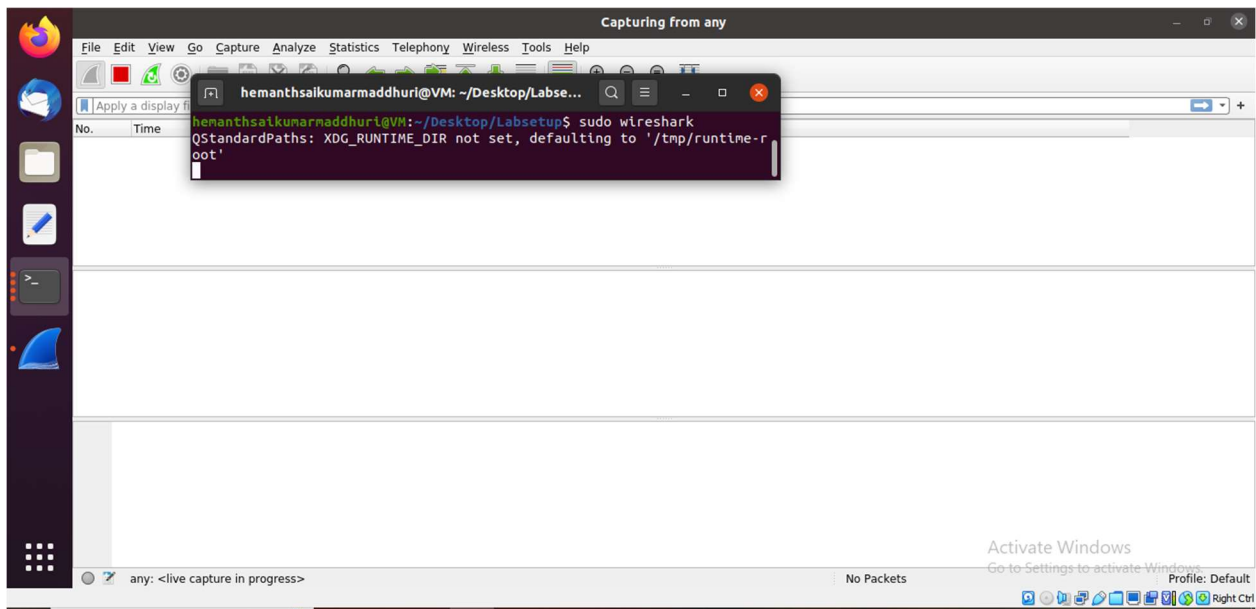 Capturing from any
File Edit View Go Capture Analyze Statistics Telephony Wireless Tools Help
hemanthsaikumarmaddhuri@VM: ~/Desktop/Labse...
Apply a display fi
No. Time
hemanthsaikumarmaddhuri@VM:~/Desktop/Labsetup$ sudo wireshark
QStandardPaths: XDG_RUNTIME_DIR not set, defaulting to '/tmp/runtime-r
oot'
>_
Activate Windows
Go to Settings to activate Windows.
any: <live capture in progress> No Packets Profile: Default
Right Ctrl